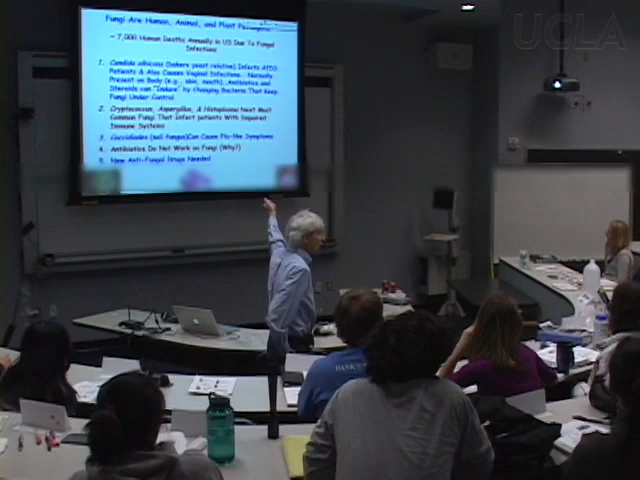 Fungi Are Human, Animal, and Plant Pathogens
~ 7,000 Human Deaths Annually in US Due To Fungal
Infections
1. Candida albicans (bakers yeast relative) Infects AIDS
Patients & Also Causes Vaginal Infections. Normally
Present on Body (e.g., skin, mouth). Antibiotics and
Steroids can "Induce" by changing Bacteria That Keep
Fungi Under Control
2. Cryptococcus, Aspergillus, & Histoplasma Next Most
Common Fungi That infect patients With Impaired
Immune Systems
3. Coccidiodes (soil fungus)Can Cause Flu-like Symptoms
4. Antibiotics Do Not Work on Fungi (Why?)
5. New Anti-Fungal Drugs Needed!
UCLA